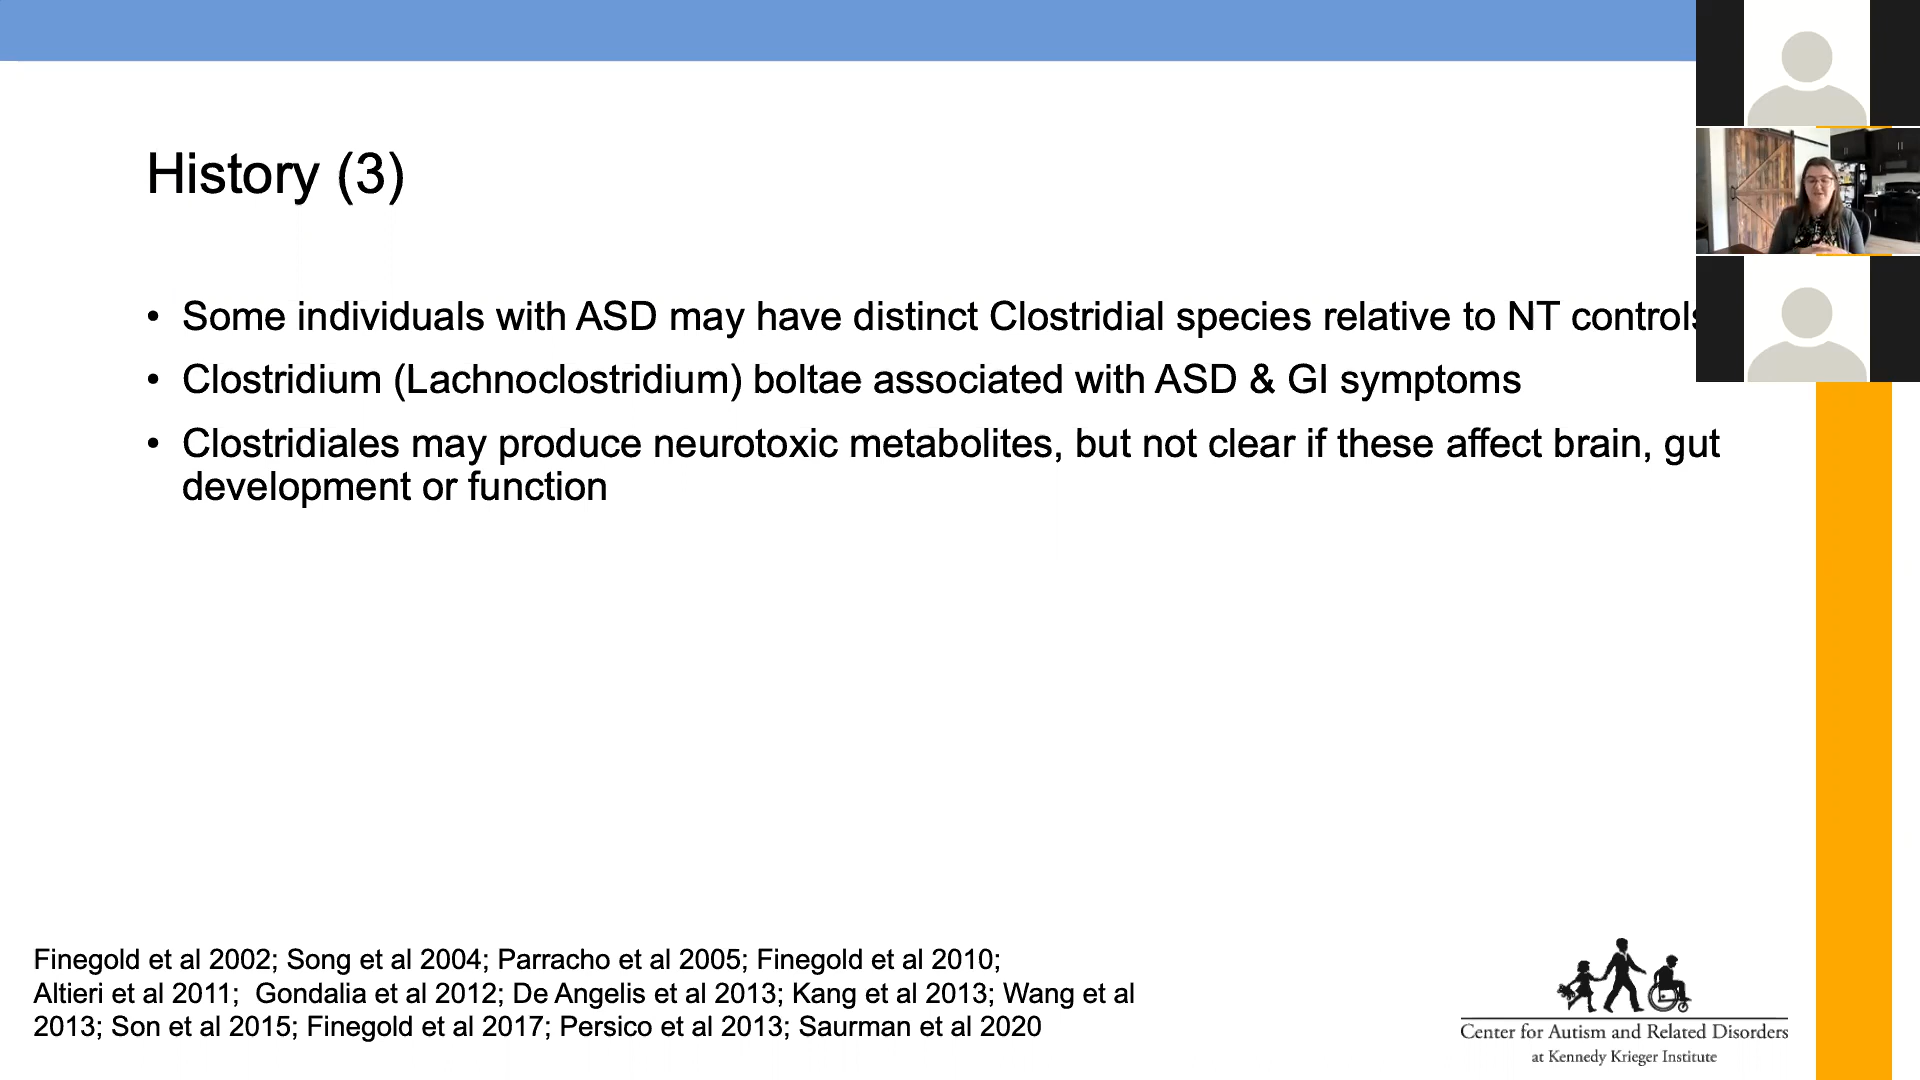 History (3)
• Some individuals with ASD may have distinct Clostridial species relative to NT controls
• Clostridium (Lachnoclostridium) boltae associated with ASD & GI symptoms
• Clostridiales may produce neurotoxic metabolites, but not clear if these affect brain, gut
development or function
Finegold et al 2002; Song et al 2004; Parracho et al 2005; Finegold et al 2010;
Altieri et al 2011;  Gondalia et al 2012; De Angelis et al 2013; Kang et al 2013; Wang et al
2013; Son et al 2015; Finegold et al 2017; Persico et al 2013; Saurman et al 2020
Center for Autism and Related Disorders
at Kennedy Krieger Institute